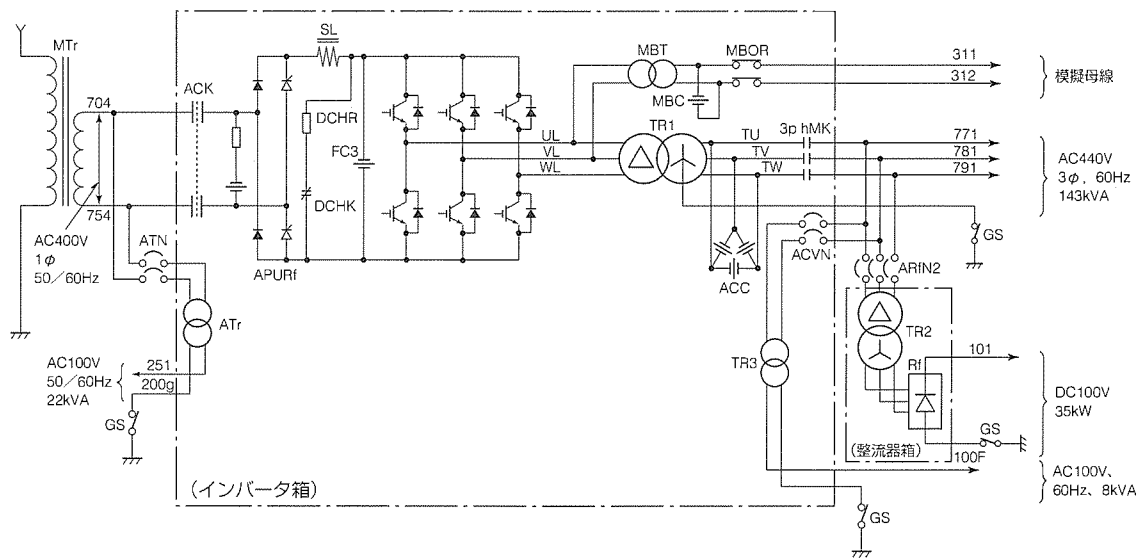 MTr
704
754
AC400V
1φ
50/60Hz
ATN
ATr
AC100V
50/60Hz
22kVA
251
200g
GS
ACK
APURf
SL
DCHR
DCHK
FC3
UL
VL
WL
MBT
MBOR
MBC
TR1
TU
TV
TW
3p hMK
ACC
ACVN
ARfN2
TR2
Rf
(整流器箱)
TR3
(インバータ箱)
311
312
模擬母線
771
781
791
AC440V
3φ, 60Hz
143kVA
GS
101
DC100V
35kW
GS
100F
AC100V、
60Hz、8kVA
GS